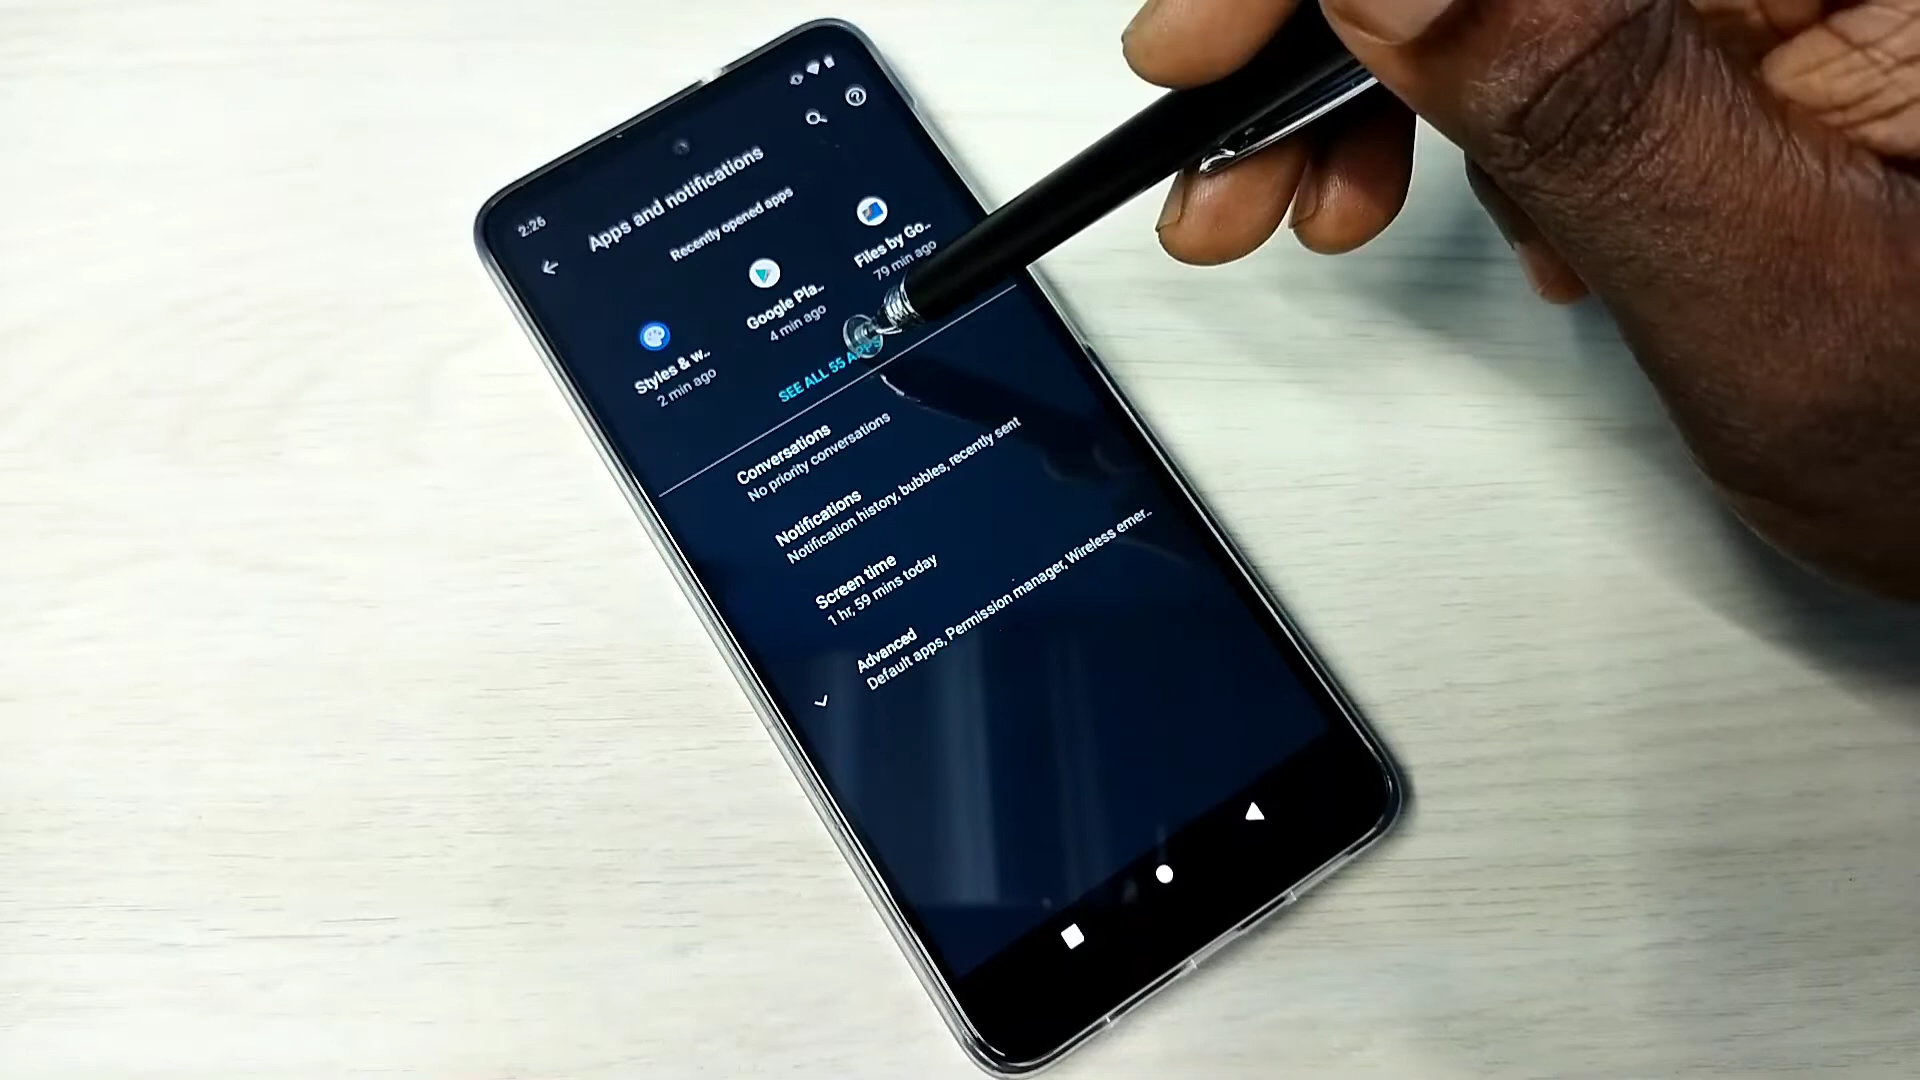 2:26
Apps and notifications
Recently opened apps
Styles & w..
2 min ago
Google Pla..
4 min ago
Files by Go..
79 min ago
SEE ALL 55 APPS
Conversations
No priority conversations
Notifications
Notification history, bubbles, recently sent
Screen time
1 hr, 59 mins today
Advanced
Default apps, Permission manager, Wireless emer..